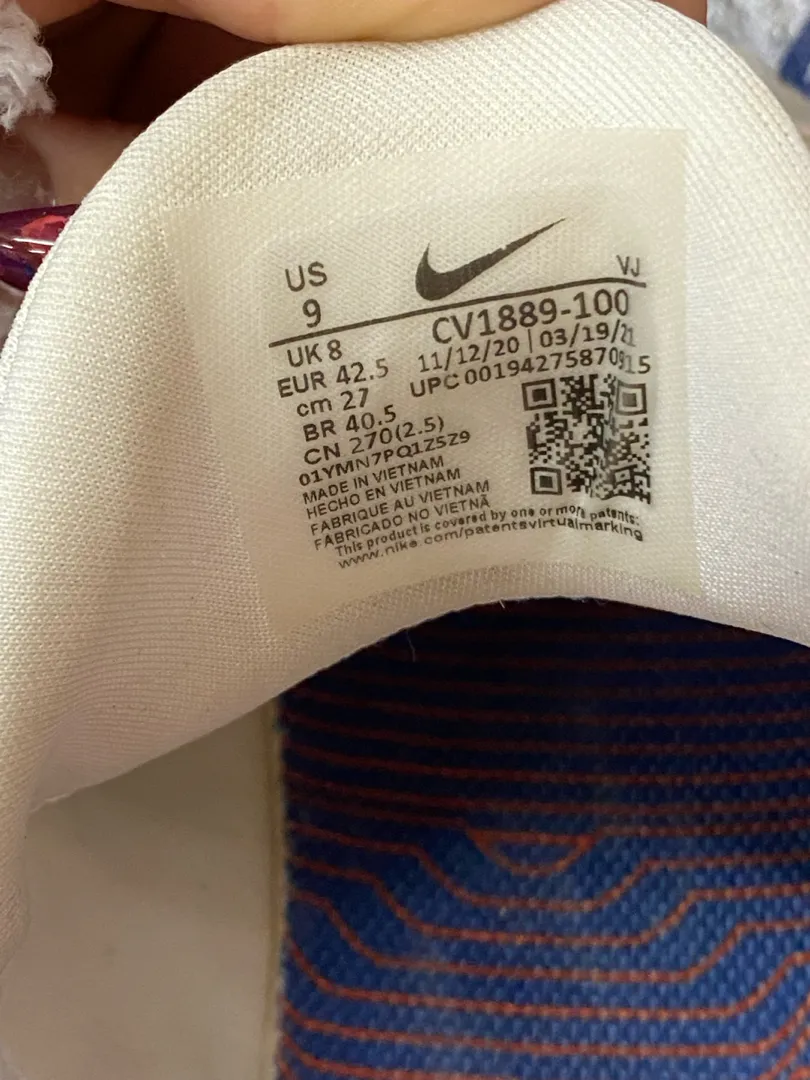 US
9
VJ
UK 8
CV1889-100
EUR 42.5
11/12/20 | 03/19/21
cm 27
UPC 00194275870915
BR 40.5
CN 270(2.5)
01YMN7PQ1Z5Z9
MADE IN VIETNAM
HECHO EN VIETNAM
FABRIQUE AU VIETNAM
FABRICADO NO VIETNÃ
This product is covered by one or more patents:
www.nike.com/patentsvirtualmarking